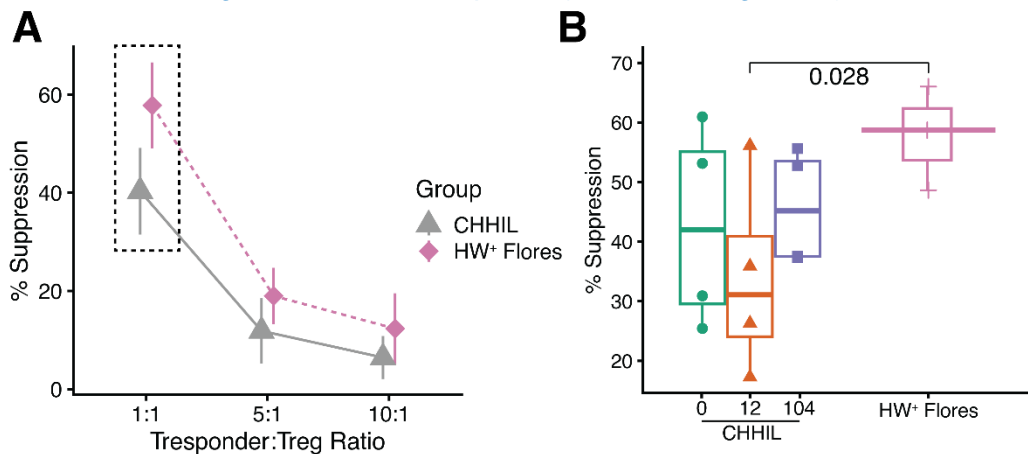 A
% Suppression
60
40
20
0
1:1
5:1
10:1
Tresponder:Treg Ratio
Group
CHHIL
HW⁺ Flores
B
% Suppression
70
60
50
40
30
20
0.028
0 12 104
CHHIL
HW⁺ Flores